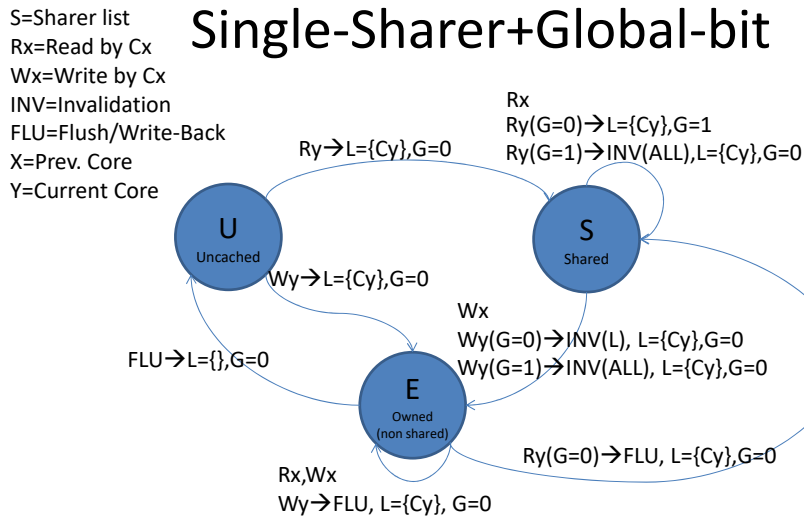 Single-Sharer+Global-bit
S=Sharer list
Rx=Read by Cx
Wx=Write by Cx
INV=Invalidation
FLU=Flush/Write-Back
X=Prev. Core
Y=Current Core
Rx
Ry(G=0)→L={Cy},G=1
Ry(G=1)→INV(ALL),L={Cy},G=0
Ry→L={Cy},G=0
U
Uncached
S
Shared
Wy→L={Cy},G=0
Wx
Wy(G=0)→INV(L), L={Cy},G=0
Wy(G=1)→INV(ALL), L={Cy},G=0
FLU→L={},G=0
E
Owned
(non shared)
Ry(G=0)→FLU, L={Cy},G=0
Rx,Wx
Wy→FLU, L={Cy}, G=0